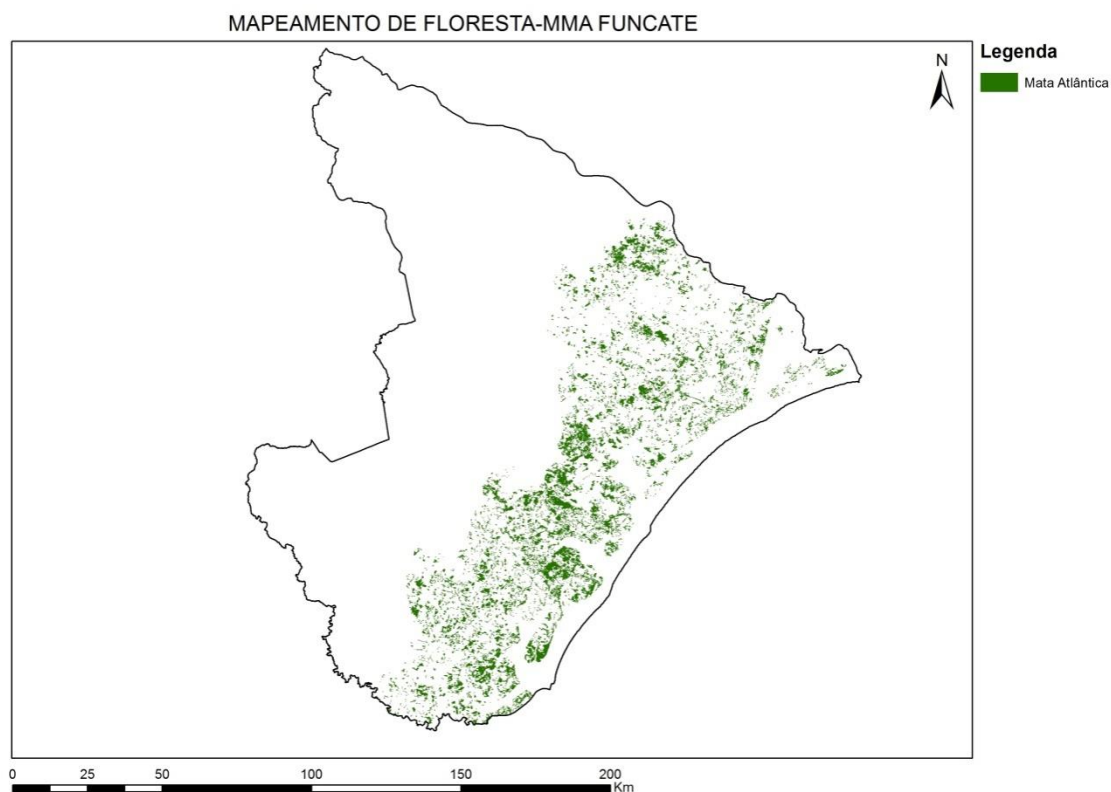 MAPEAMENTO DE FLORESTA-MMA FUNCATE
Legenda
N
Mata Atlântica
0 25 50 100 150 200
Km